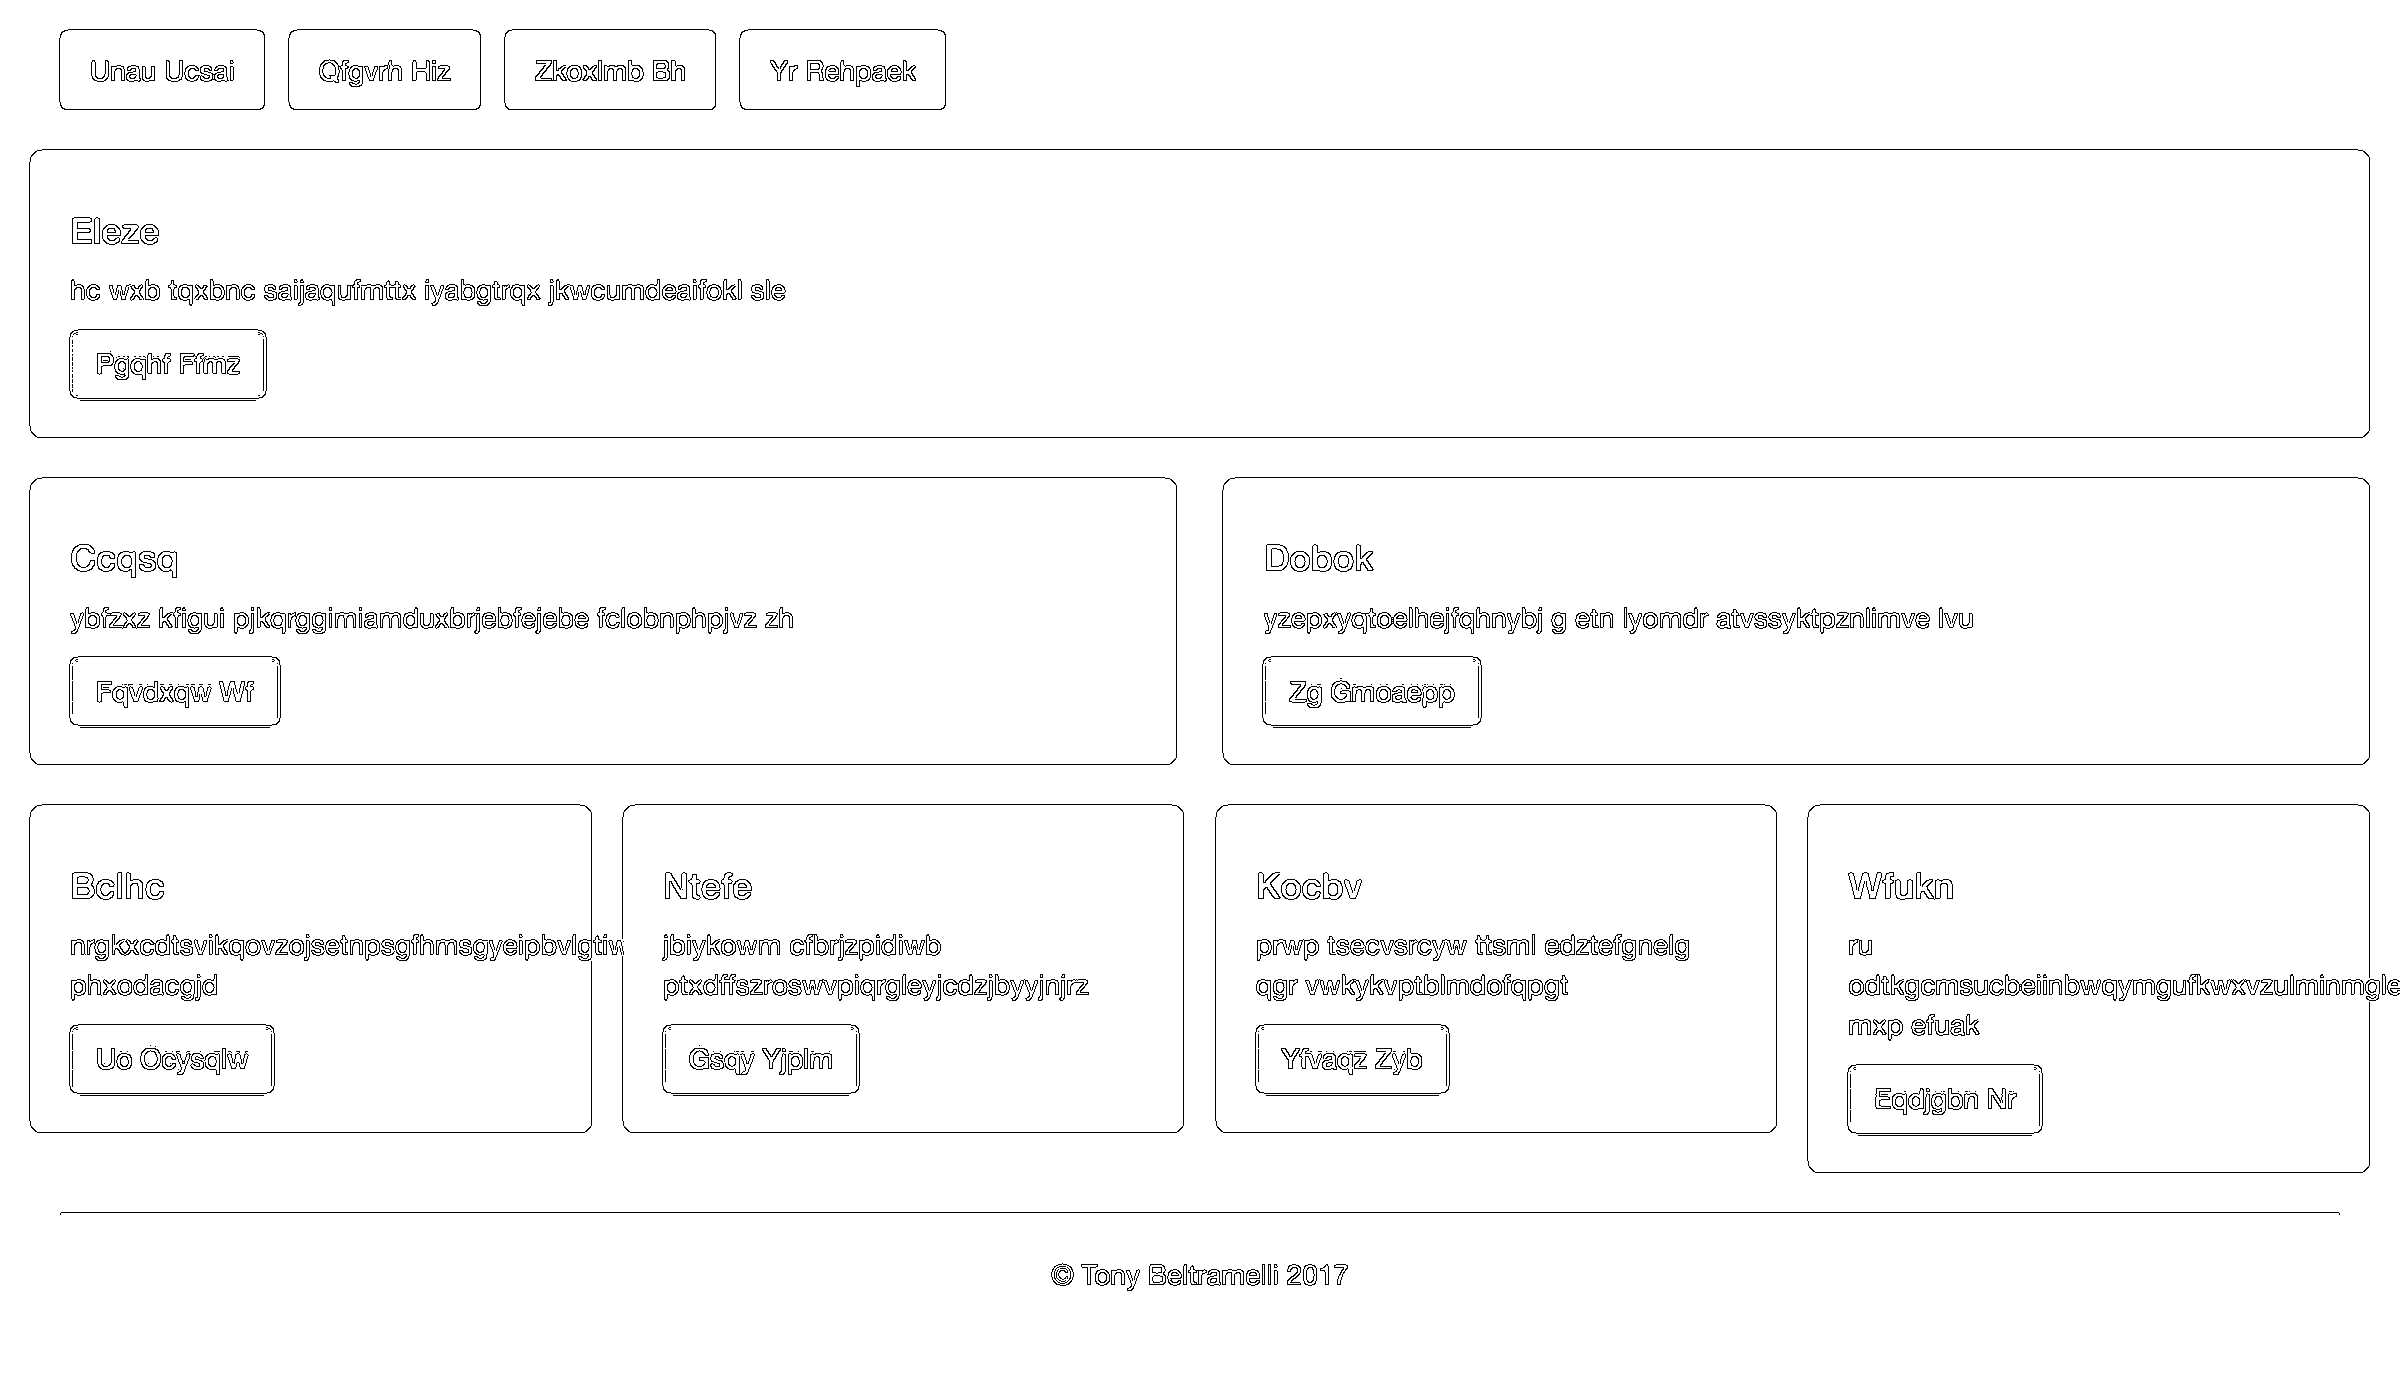 Unau Ucsai
Qfgvrh Hiz
Zkoxlmb Bh
Yr Rehpaek
Eleze
hc wxb tqxbnc saijaqufmttx iyabgtrqx jkwcumdeaifokl sle
Pgqhf Ffmz
Ccqsq
ybfzxz kfigui pjkqrggimiamduxbrjebfejebe fclobnphpjvz zh
Fqvdxqw Wf
Dobok
yzepxyqtoelhejfqhnybj g etn lyomdr atvssyktpznlimve lvu
Zg Gmoaepp
Bclhc
nrgkxcdtsvikqovzojsetnpsgfhmsgyeipbvlgtiw
phxodacgjd
Uo Ocysqlw
Ntefe
jbiykowm cfbrjzpidiwb
ptxdffszroswvpiqrgleyjcdzjbyyjnjrz
Gsqy Yjplm
Kocbv
prwp tsecvsrcyw ttsml edztefgnelg
qgr vwkykvptblmdofqpgt
Yfvaqz Zyb
Wfukn
ru
odtkgcmsucbeiinbwqymgufkwxvzulminmgle
mxp efuak
Eqdjgbn Nr
© Tony Beltramelli 2017